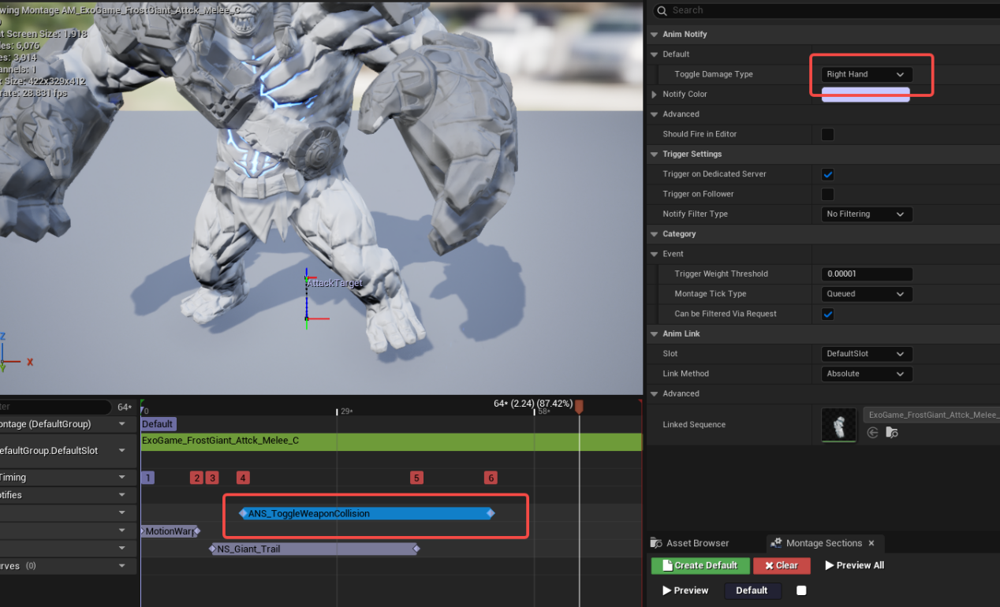 wing Montage AM_ExoGame_FrostGiant_Attck_Melee_C
t Screen Size: 1.918
les: 6,076
es: 3,914
annels: 1
x Size: 422x329x412
rate: 28.831 fps
AttackTarget
Z
X
Y
Search
Anim Notify
Default
Toggle Damage Type Right Hand
Notify Color
Advanced
Should Fire in Editor
Trigger Settings
Trigger on Dedicated Server
Trigger on Follower
Notify Filter Type No Filtering
Category
Event
Trigger Weight Threshold 0.00001
Montage Tick Type Queued
Can be Filtered Via Request
Anim Link
Slot DefaultSlot
Link Method Absolute
Advanced
Linked Sequence ExoGame_FrostGiant_Attck_Melee_
ter 64* 0 29* 64* (2.24) (87.42%) 58*
ontage (DefaultGroup) Default
ExoGame_FrostGiant_Attck_Melee_C
efaultGroup.DefaultSlot
Timing 1 2 3 4 5 6
otifies
ANS_ToggleWeaponCollision
MotionWarp
NS_Giant_Trail
urves (0)
Asset Browser Montage Sections ×
Create Default Clear Preview All
Preview Default